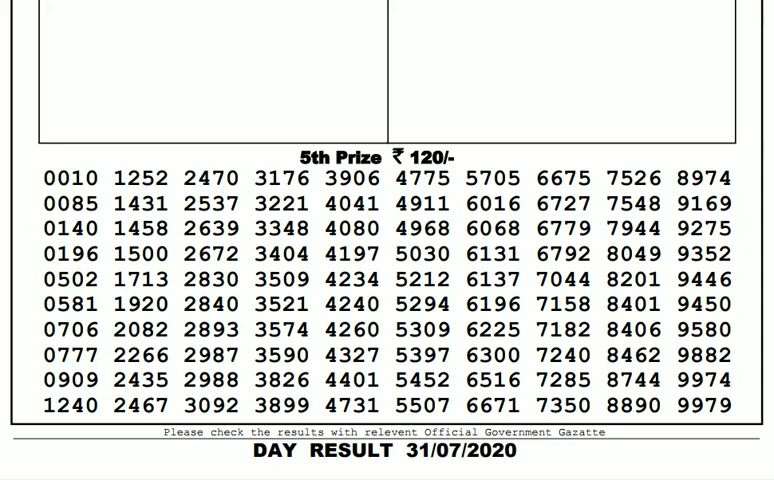 5th Prize ₹ 120/-
0010 1252 2470 3176 3906 4775 5705 6675 7526 8974
0085 1431 2537 3221 4041 4911 6016 6727 7548 9169
0140 1458 2639 3348 4080 4968 6068 6779 7944 9275
0196 1500 2672 3404 4197 5030 6131 6792 8049 9352
0502 1713 2830 3509 4234 5212 6137 7044 8201 9446
0581 1920 2840 3521 4240 5294 6196 7158 8401 9450
0706 2082 2893 3574 4260 5309 6225 7182 8406 9580
0777 2266 2987 3590 4327 5397 6300 7240 8462 9882
0909 2435 2988 3826 4401 5452 6516 7285 8744 9974
1240 2467 3092 3899 4731 5507 6671 7350 8890 9979
Please check the results with relevent Official Government Gazatte
DAY RESULT 31/07/2020